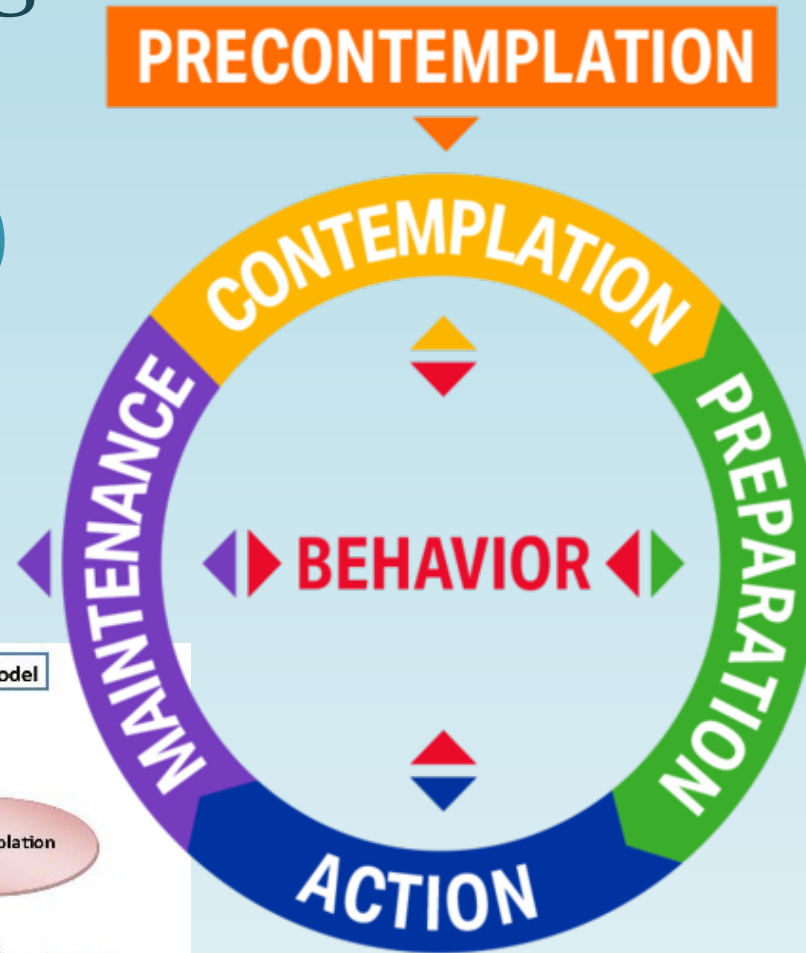 PRECONTEMPLATION
CONTEMPLATION
PREPARATION
ACTION
MAINTENANCE
BEHAVIOR
odel
plation